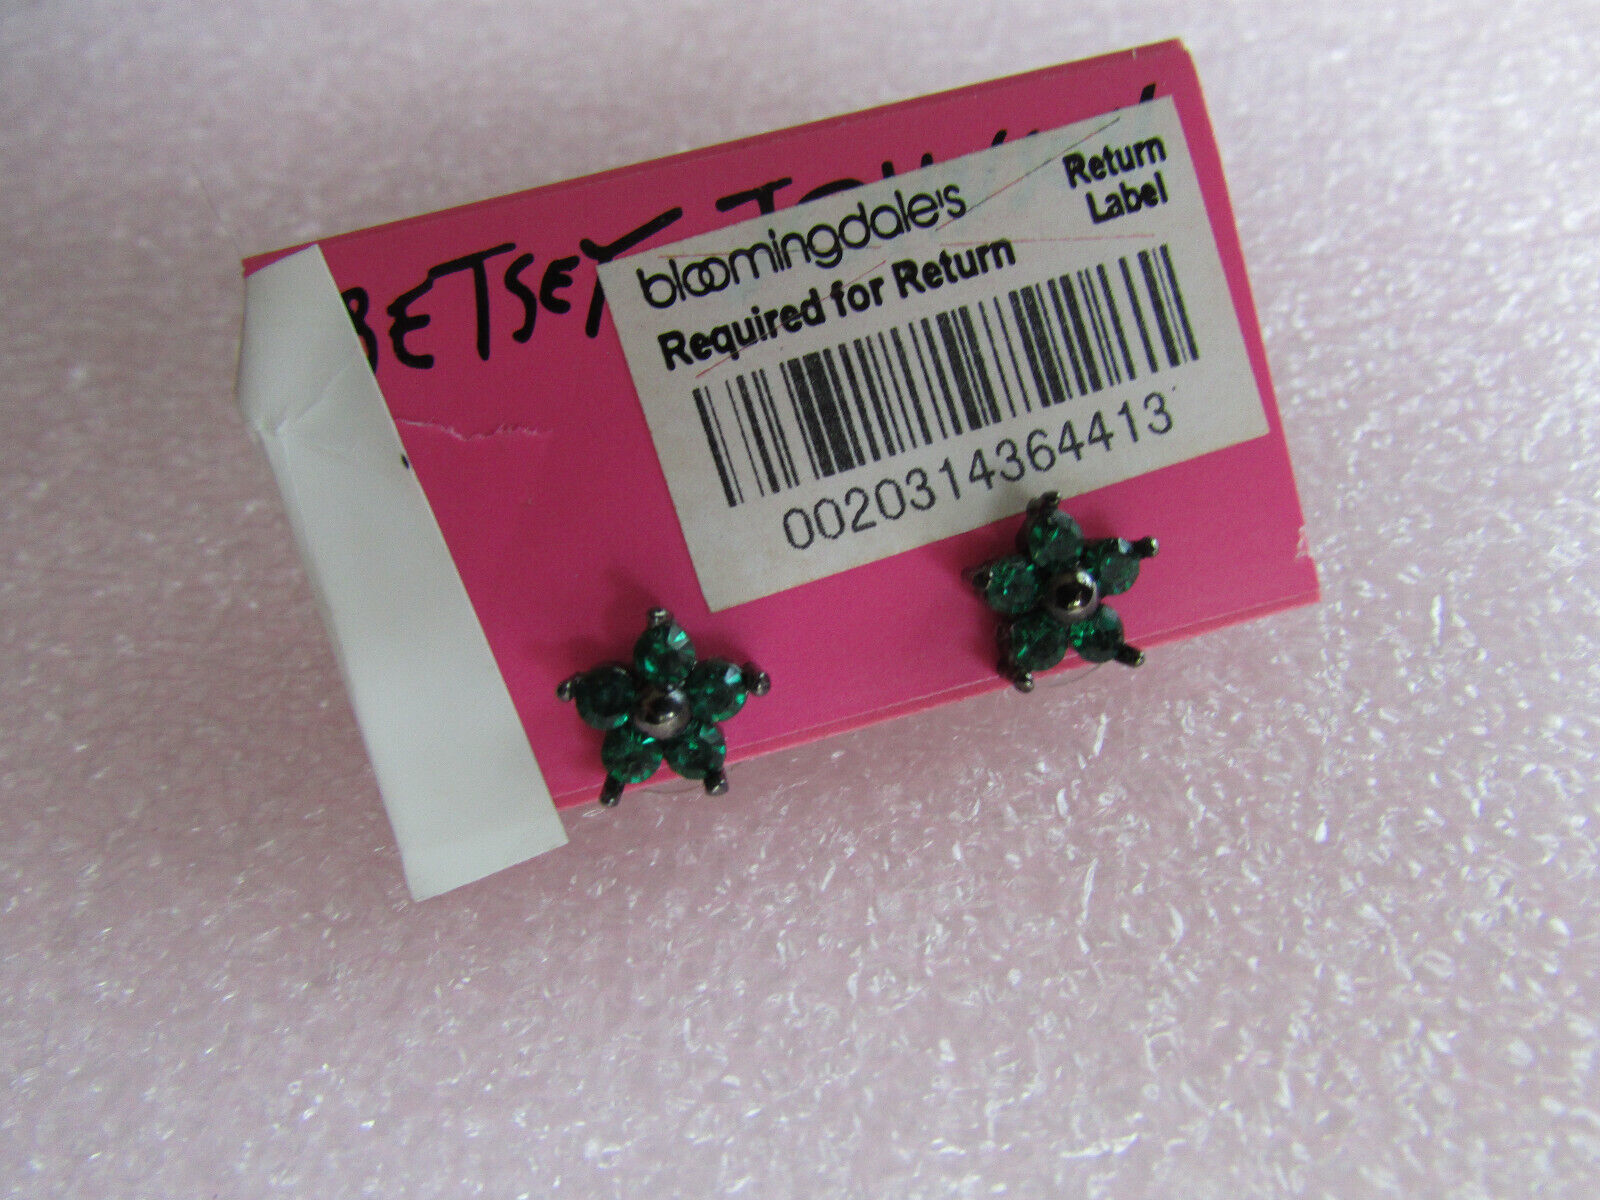 BETSEY
bloomingdale's
Return
Label
Required for Return
0020314364413